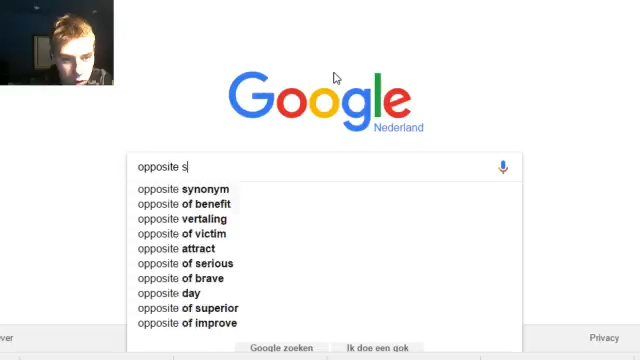 Google
Nederland
opposite s
opposite synonym
opposite of benefit
opposite vertaling
opposite of victim
opposite attract
opposite of serious
opposite of brave
opposite day
opposite of superior
opposite of improve
ver
Privacy
Google zoeken
Ik doe een gok